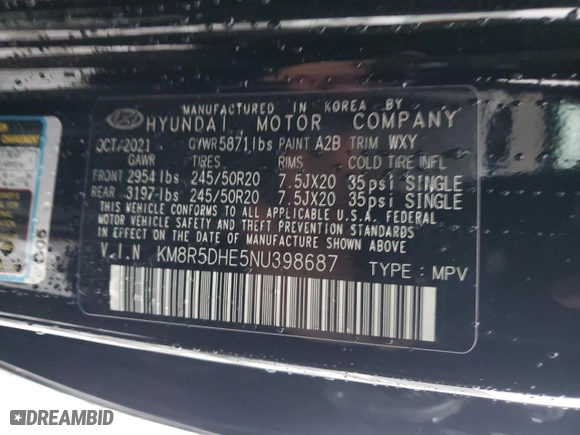 MANUFACTURED IN KOREA BY
HYUNDAI MOTOR COMPANY
OCT/2021 GVWR 5871 lbs PAINT A2B TRIM WXY
GAWR TIRES RIMS COLD TIRE INFL
FRONT 2954 lbs 245/50R20 7.5JX20 35psi SINGLE
REAR 3197 lbs 245/50R20 7.5JX20 35psi SINGLE
THIS VEHICLE CONFORMS TO ALL APPLICABLE U.S.A. FEDERAL
MOTOR VEHICLE SAFETY, BUMPER, AND THEFT PREVENTION STANDARDS
IN EFFECT ON THE DATE OF MANUFACTURE SHOWN ABOVE.
V.I.N KM8R5DHE5NU398687 TYPE : MPV
C05
DREAMBID